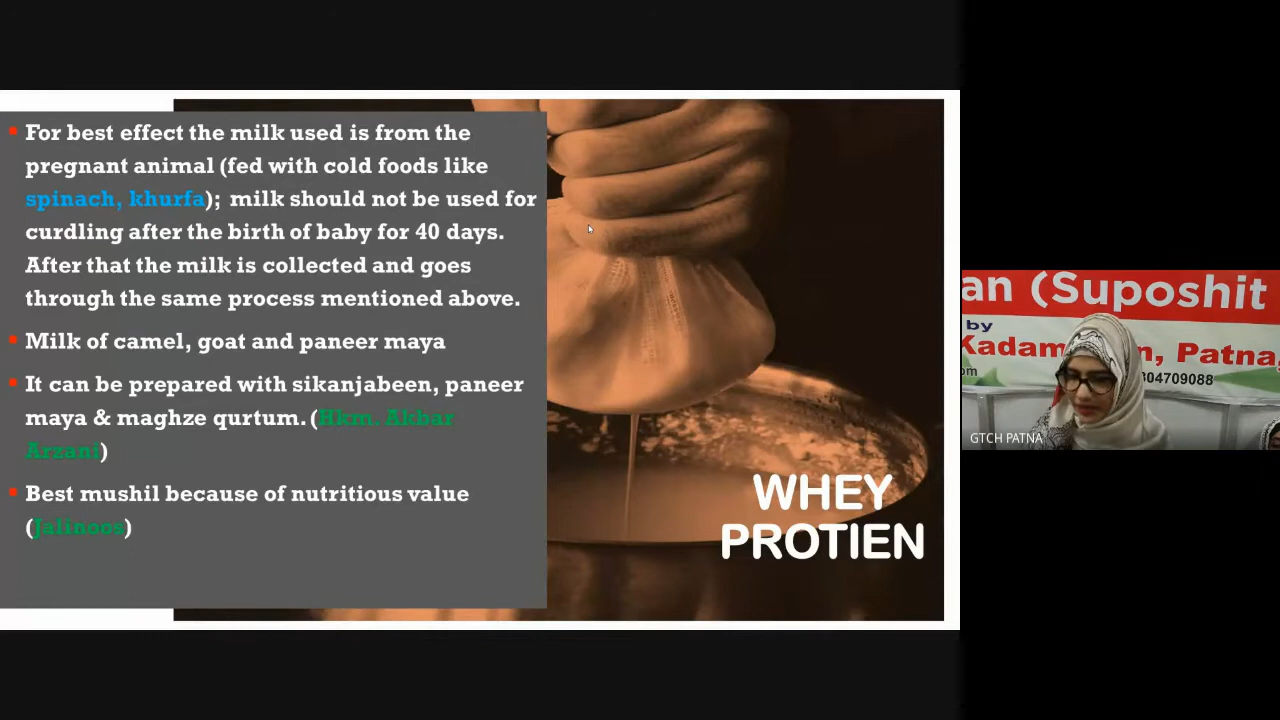 For best effect the milk used is from the
pregnant animal (fed with cold foods like
spinach, khurfa); milk should not be used for
curdling after the birth of baby for 40 days.
After that the milk is collected and goes
through the same process mentioned above.
Milk of camel, goat and paneer maya
It can be prepared with sikanjabeen, paneer
maya & maghze qurtum. (Hkm. Akbar
Arzani)
Best mushil because of nutritious value
(Jalinoos)
WHEY
PROTIEN
an (Suposhit
by
Kadam
n, Patna,
om
304709088
GTCH PATNA